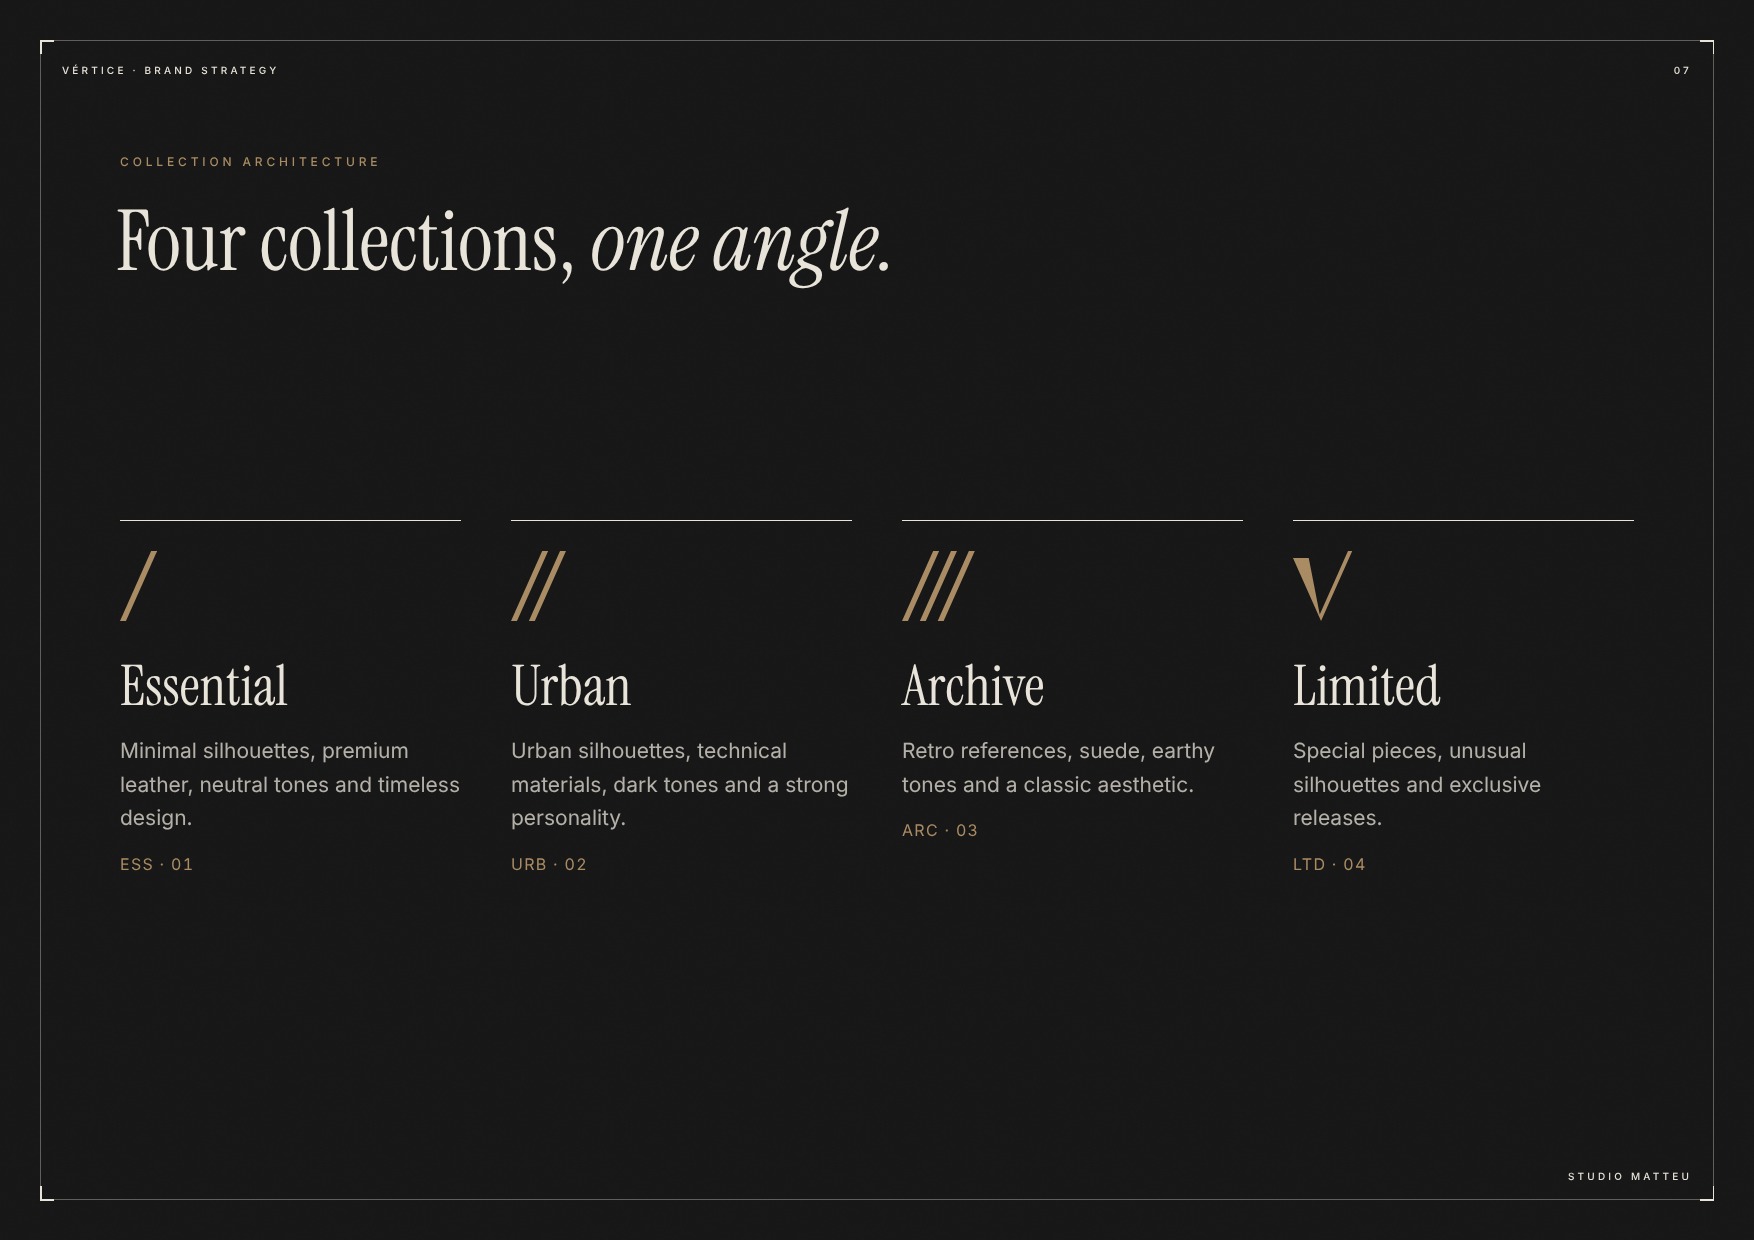 VÉRTICE · BRAND STRATEGY
07
COLLECTION ARCHITECTURE
Four collections, one angle.
Essential
Minimal silhouettes, premium
leather, neutral tones and timeless
design.
ESS · 01
Urban
Urban silhouettes, technical
materials, dark tones and a strong
personality.
URB · 02
Archive
Retro references, suede, earthy
tones and a classic aesthetic.
ARC · 03
Limited
Special pieces, unusual
silhouettes and exclusive
releases.
LTD · 04
STUDIO MATTEU